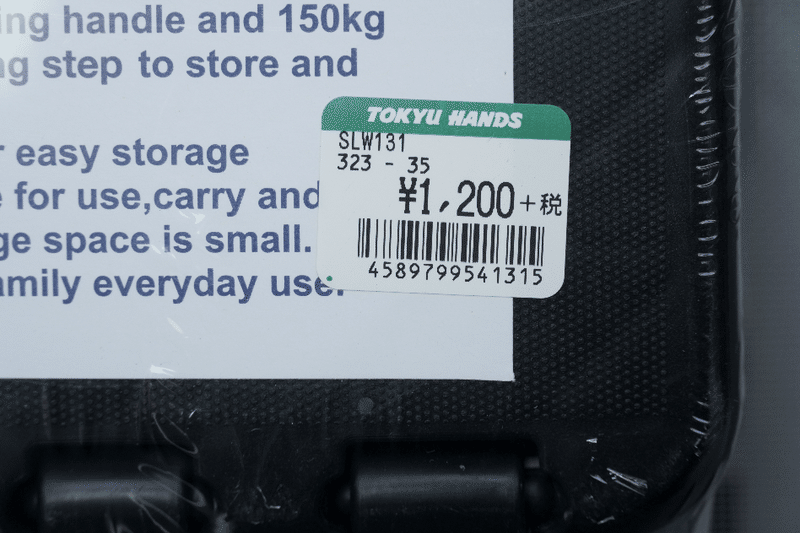 ing handle and 150kg
ng step to store and
r easy storage
e for use,carry and
ge space is small.
amily everyday use.
TOKYU HANDS
SLW131
323 - 35
¥1,200+税
4589799541315